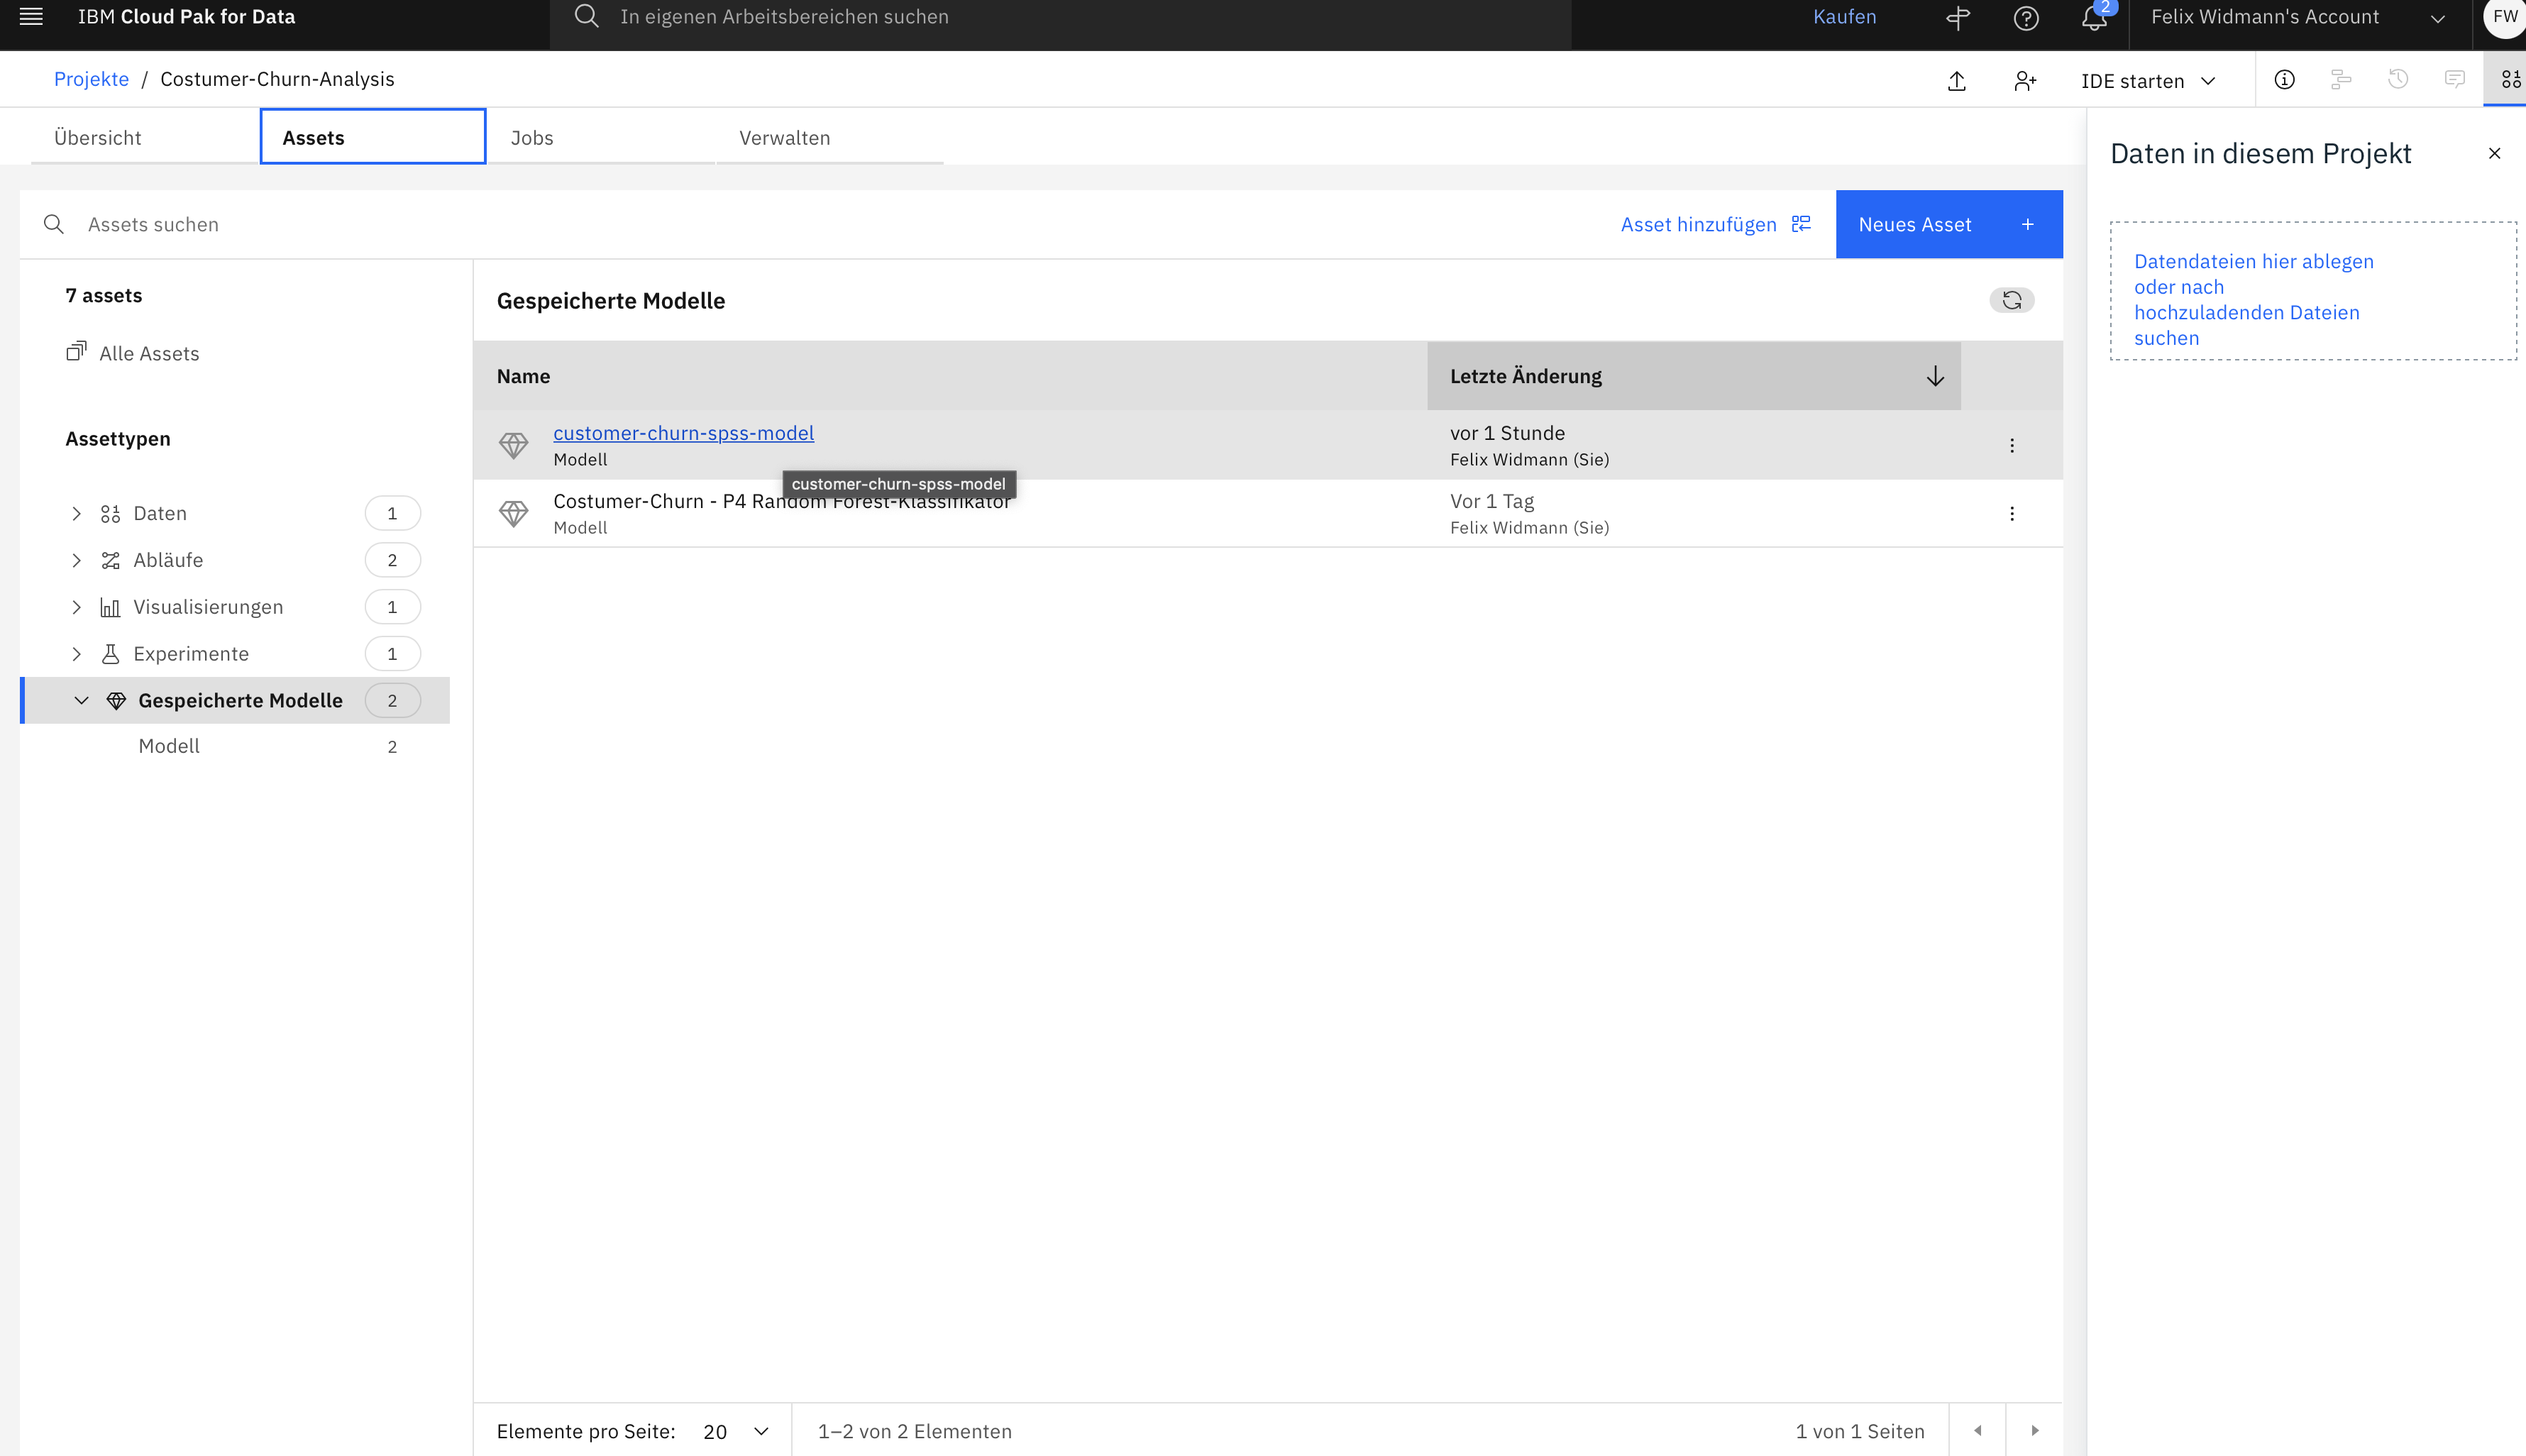 IBM Cloud Pak for Data
In eigenen Arbeitsbereichen suchen
Kaufen
2
Felix Widmann's Account
FW
Projekte / Costumer-Churn-Analysis
IDE starten
Übersicht
Assets
Jobs
Verwalten
Assets suchen
Asset hinzufügen
Neues Asset +
7 assets
Alle Assets
Assettypen
Daten 1
Abläufe 2
Visualisierungen 1
Experimente 1
Gespeicherte Modelle 2
Modell 2
Gespeicherte Modelle
Name
Letzte Änderung
customer-churn-spss-model
Modell
vor 1 Stunde
Felix Widmann (Sie)
customer-churn-spss-model
Costumer-Churn - P4 Random Forest-Klassifikator
Modell
Vor 1 Tag
Felix Widmann (Sie)
Elemente pro Seite: 20
1–2 von 2 Elementen
1 von 1 Seiten
Daten in diesem Projekt
Datendateien hier ablegen
oder nach
hochzuladenden Dateien
suchen